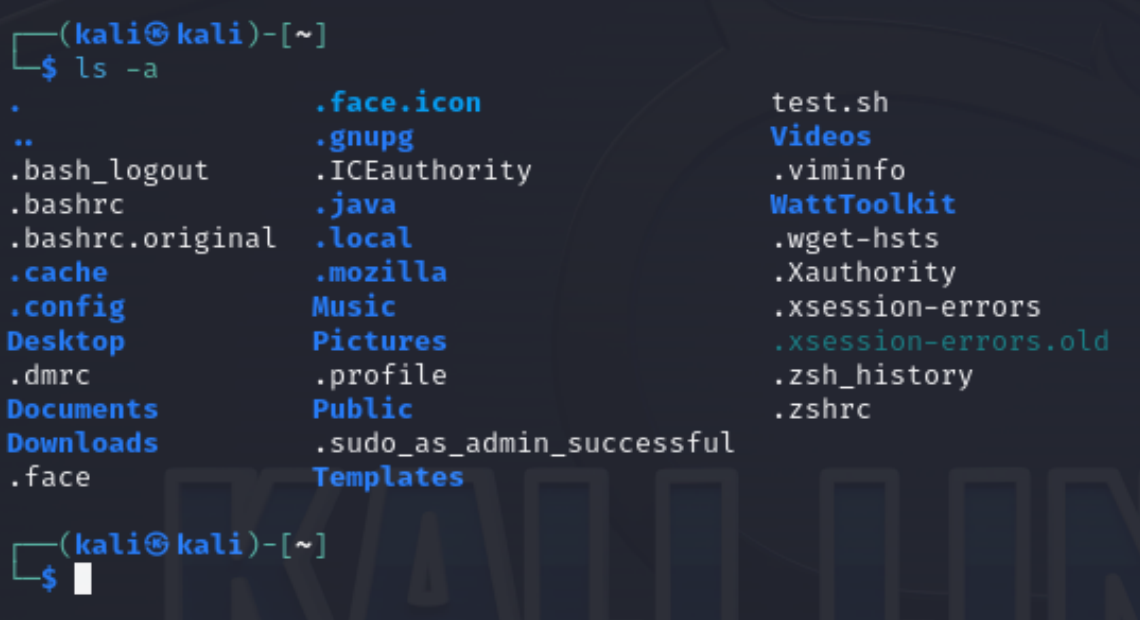 ┌──(kali㉿kali)-[~]
└─$ ls -a
.                  .face.icon                 test.sh
..                 .gnupg                     Videos
.bash_logout       .ICEauthority              .viminfo
.bashrc            .java                      WattToolkit
.bashrc.original   .local                     .wget-hsts
.cache             .mozilla                   .Xauthority
.config            Music                      .xsession-errors
Desktop            Pictures                   .xsession-errors.old
.dmrc              .profile                   .zsh_history
Documents          Public                     .zshrc
Downloads          .sudo_as_admin_successful
.face              Templates
┌──(kali㉿kali)-[~]
└─$
KALI LIN